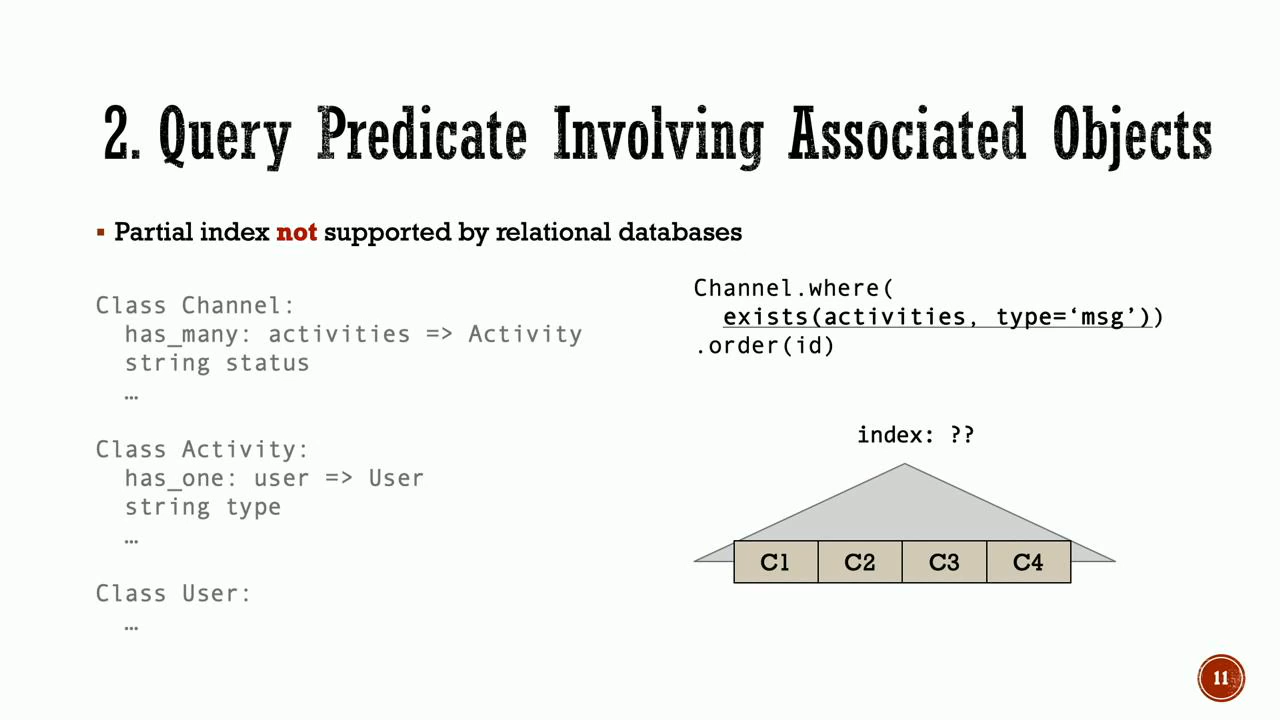 2. Query Predicate Involving Associated Objects
▪ Partial index not supported by relational databases
Class Channel:
has_many: activities => Activity
string status
…
Class Activity:
has_one: user => User
string type
…
Class User:
…
Channel.where(
exists(activities, type=‘msg’))
.order(id)
index: ??
C1 C2 C3 C4
11